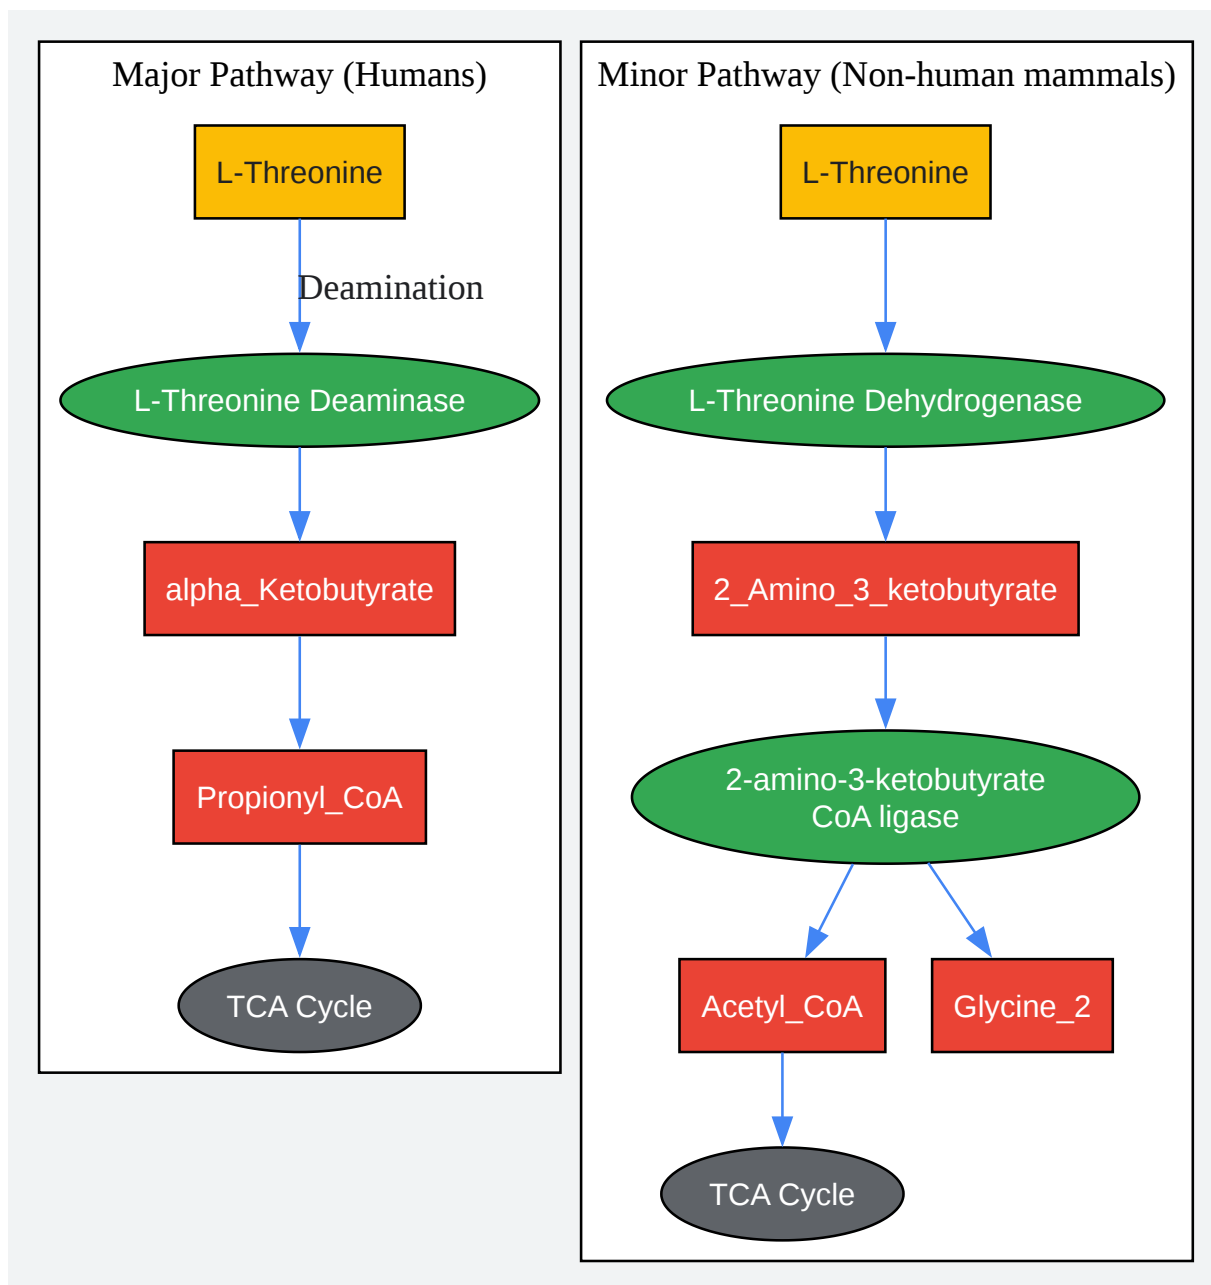 Major Pathway (Humans)
L-Threonine
Deamination
L-Threonine Deaminase
alpha_Ketobutyrate
Propionyl_CoA
TCA Cycle
Minor Pathway (Non-human mammals)
L-Threonine
L-Threonine Dehydrogenase
2_Amino_3_ketobutyrate
2-amino-3-ketobutyrate
CoA ligase
Acetyl_CoA
Glycine_2
TCA Cycle